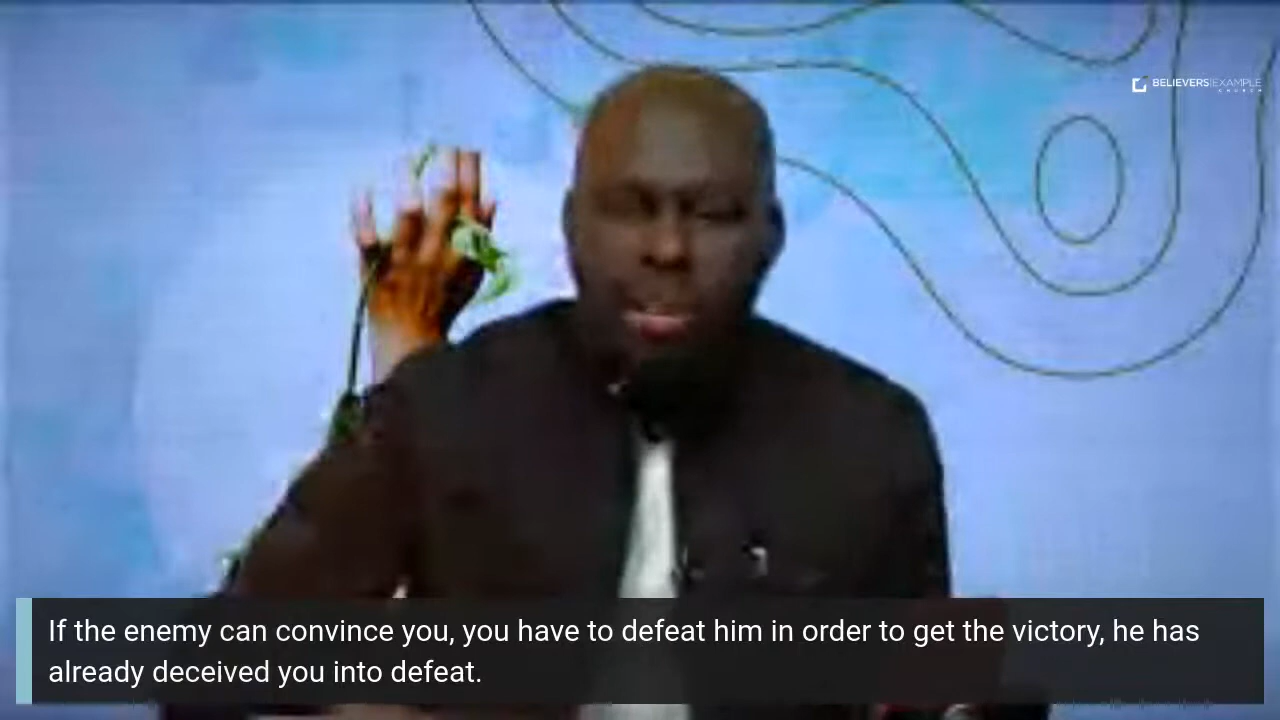 BELIEVERS EXAMPLE
CHURCH
If the enemy can convince you, you have to defeat him in order to get the victory, he has
already deceived you into defeat.